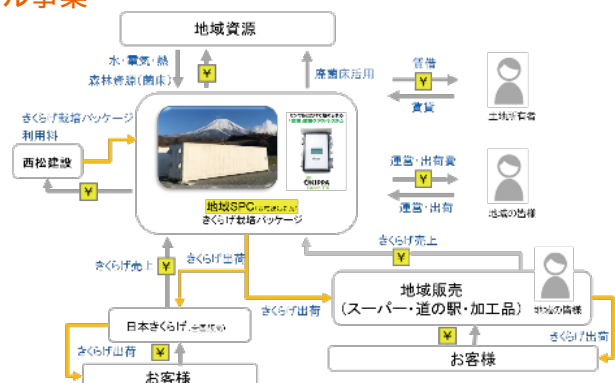 ル事業
地域資源
水・電気・熱
森林資源(菌床)
¥
廃菌床活用
賃借
¥
賃貸
土地所有者
きくらげ栽培パッケージ
利用料
西松建設
¥
OKIPPA
地域SPC
きくらげ栽培パッケージ
運営・出荷費
¥
運営・出荷
地域の皆様
きくらげ売上
¥
きくらげ売上
¥
きくらげ出荷
地域販売
(スーパー・道の駅・加工品)
地域の皆様
きくらげ出荷
日本きくらげ
きくらげ出荷
¥
お客様
¥
きくらげ出荷
お客様